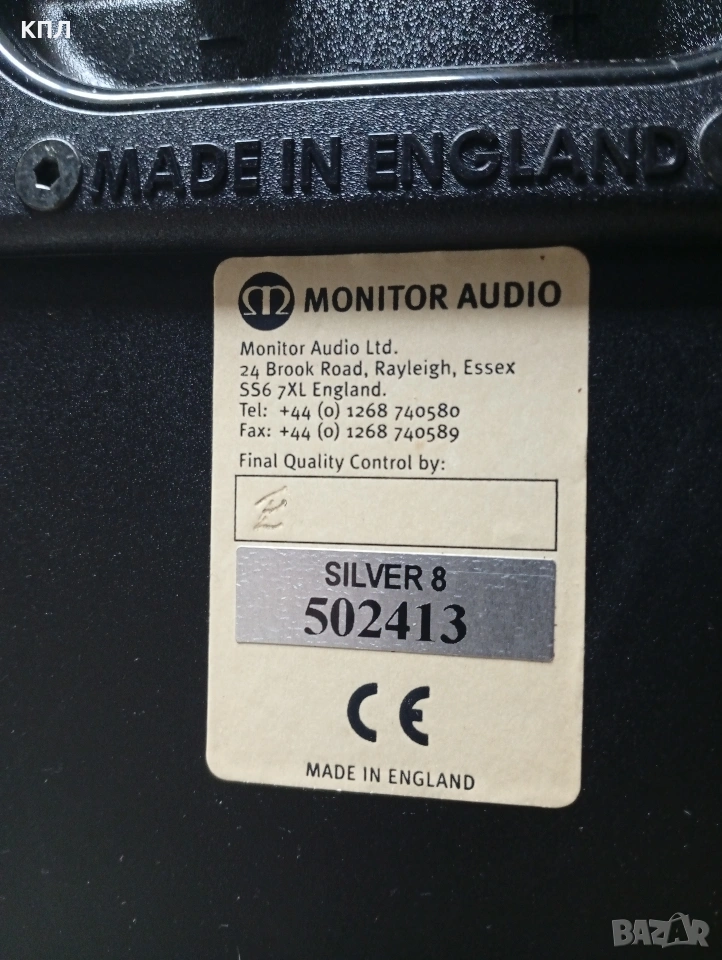 КПЛ
- +
MADE IN ENGLAND
MONITOR AUDIO
Monitor Audio Ltd.
24 Brook Road, Rayleigh, Essex
SS6 7XL England.
Tel: +44 (0) 1268 740580
Fax: +44 (0) 1268 740589
Final Quality Control by:
SILVER 8
502413
CE
MADE IN ENGLAND
BAZAR